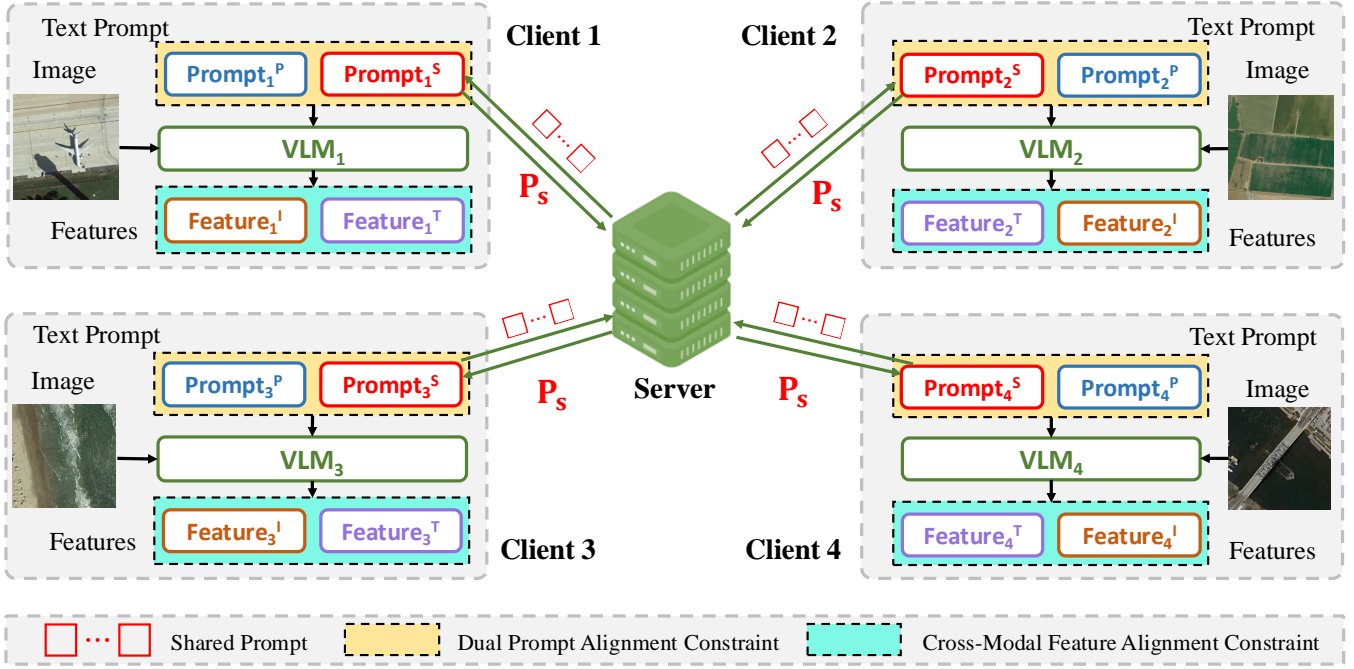 Text Prompt
Client 1
Image
Prompt₁ᴾ
Prompt₁ˢ
VLM₁
Features
Feature₁ᴵ
Feature₁ᵀ
Pₛ
Client 2
Text Prompt
Prompt₂ˢ
Prompt₂ᴾ
Image
VLM₂
Feature₂ᵀ
Feature₂ᴵ
Features
Pₛ
Server
Text Prompt
Image
Prompt₃ᴾ
Prompt₃ˢ
VLM₃
Features
Feature₃ᴵ
Feature₃ᵀ
Client 3
Pₛ
Text Prompt
Prompt₄ˢ
Prompt₄ᴾ
Image
VLM₄
Feature₄ᵀ
Feature₄ᴵ
Features
Client 4
Pₛ
Shared Prompt
Dual Prompt Alignment Constraint
Cross-Modal Feature Alignment Constraint